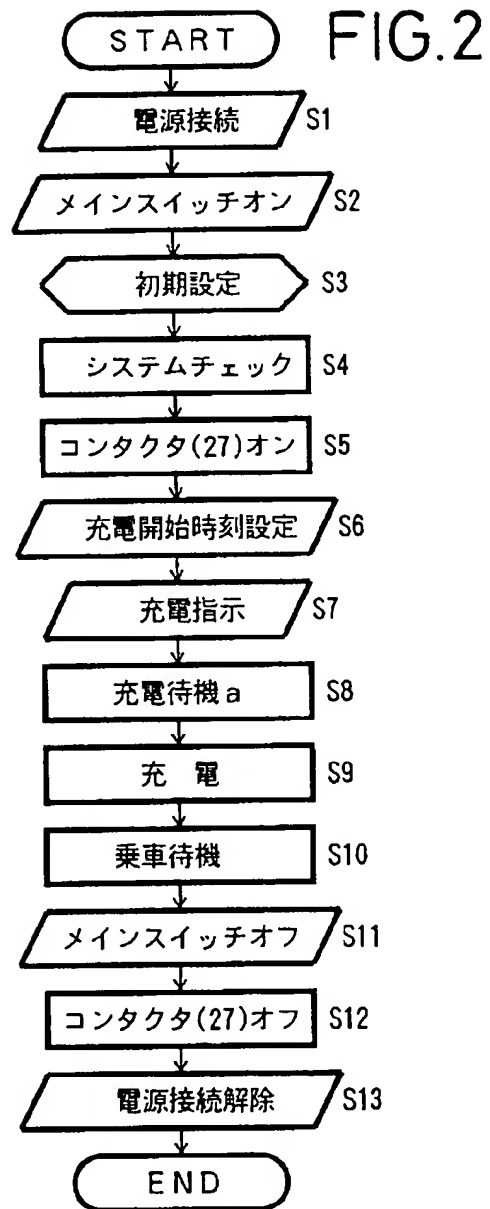 START
FIG.2
電源接続 S1
メインスイッチオン S2
初期設定 S3
システムチェック S4
コンタクタ(27)オン S5
充電開始時刻設定 S6
充電指示 S7
充電待機a S8
充 電 S9
乗車待機 S10
メインスイッチオフ S11
コンタクタ(27)オフ S12
電源接続解除 S13
END